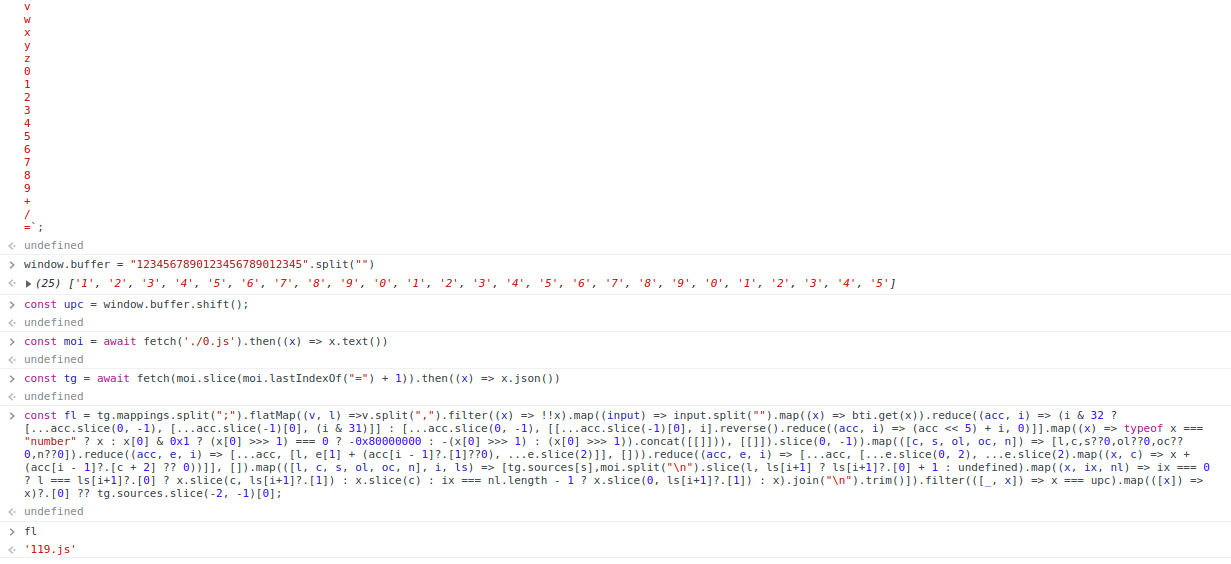 v
w
x
y
z
0
1
2
3
4
5
6
7
8
9
+
/
=`;
undefined
window.buffer = "1234567890123456789012345".split("")
(25) ['1', '2', '3', '4', '5', '6', '7', '8', '9', '0', '1', '2', '3', '4', '5', '6', '7', '8', '9', '0', '1', '2', '3', '4', '5']
const upc = window.buffer.shift();
undefined
const moi = await fetch('./0.js').then((x) => x.text())
undefined
const tg = await fetch(moi.slice(moi.lastIndexOf("=") + 1)).then((x) => x.json())
undefined
const fl = tg.mappings.split(";").flatMap((v, l) =>v.split(",").filter((x) => !!x).map((input) => input.split("").map((x) => bti.get(x)).reduce((acc, i) => (i & 32 ?
[...acc.slice(0, -1), [...acc.slice(-1)[0], (i & 31)]] : [...acc.slice(0, -1), [[...acc.slice(-1)[0], i].reverse().reduce((acc, i) => (acc << 5) + i, 0)]].map((x) => typeof x ===
"number" ? x : x[0] & 0x1 ? (x[0] >>> 1) === 0 ? -0x80000000 : -(x[0] >>> 1) : (x[0] >>> 1)).concat([[]])), [[]]).slice(0, -1)).map(([c, s, ol, oc, n]) => [l,c,s??0,ol??0,oc??
0,n??0]).reduce((acc, e, i) => [...acc, [l, e[1] + (acc[i - 1]?.[1]??0), ...e.slice(2)]], [])).reduce((acc, e, i) => [...acc, [...e.slice(0, 2), ...e.slice(2).map((x, c) => x +
(acc[i - 1]?.[c + 2] ?? 0))]], []).map(([l, c, s, ol, oc, n], i, ls) => [tg.sources[s],moi.split("\n").slice(l, ls[i+1] ? ls[i+1]?.[0] + 1 : undefined).map((x, ix, nl) => ix === 0
? l === ls[i+1]?.[0] ? x.slice(c, ls[i+1]?.[1]) : x.slice(c) : ix === nl.length - 1 ? x.slice(0, ls[i+1]?.[1]) : x).join("\n").trim()]).filter(([_, x]) => x === upc).map(([x]) =>
x)?.[0] ?? tg.sources.slice(-2, -1)[0];
undefined
fl
'119.js'